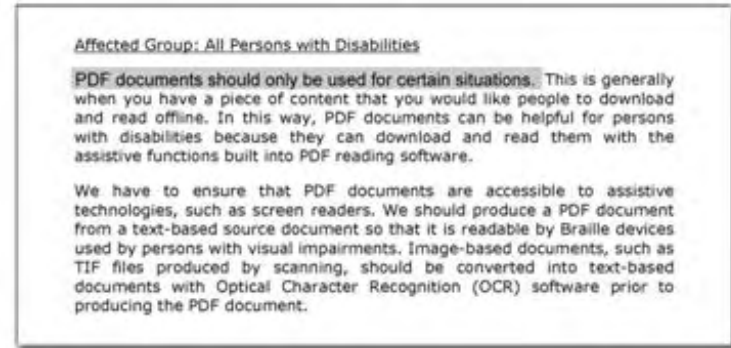 Affected Group: All Persons with Disabilities
PDF documents should only be used for certain situations. This is generally
when you have a piece of content that you would like people to download
and read offline. In this way, PDF documents can be helpful for persons
with disabilities because they can download and read them with the
assistive functions built into PDF reading software.
We have to ensure that PDF documents are accessible to assistive
technologies, such as screen readers. We should produce a PDF document
from a text-based source document so that it is readable by Braille devices
used by persons with visual impairments. Image-based documents, such as
TIF files produced by scanning, should be converted into text-based
documents with Optical Character Recognition (OCR) software prior to
producing the PDF document.